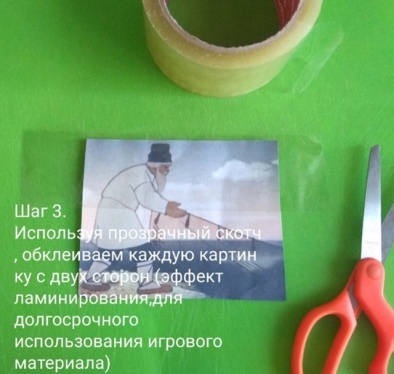 Шаг 3.
Используя прозрачный скотч
, обклеиваем каждую картин
ку с двух сторон (эффект
ламинирования,для
долгосрочного
использования игрового
материала)